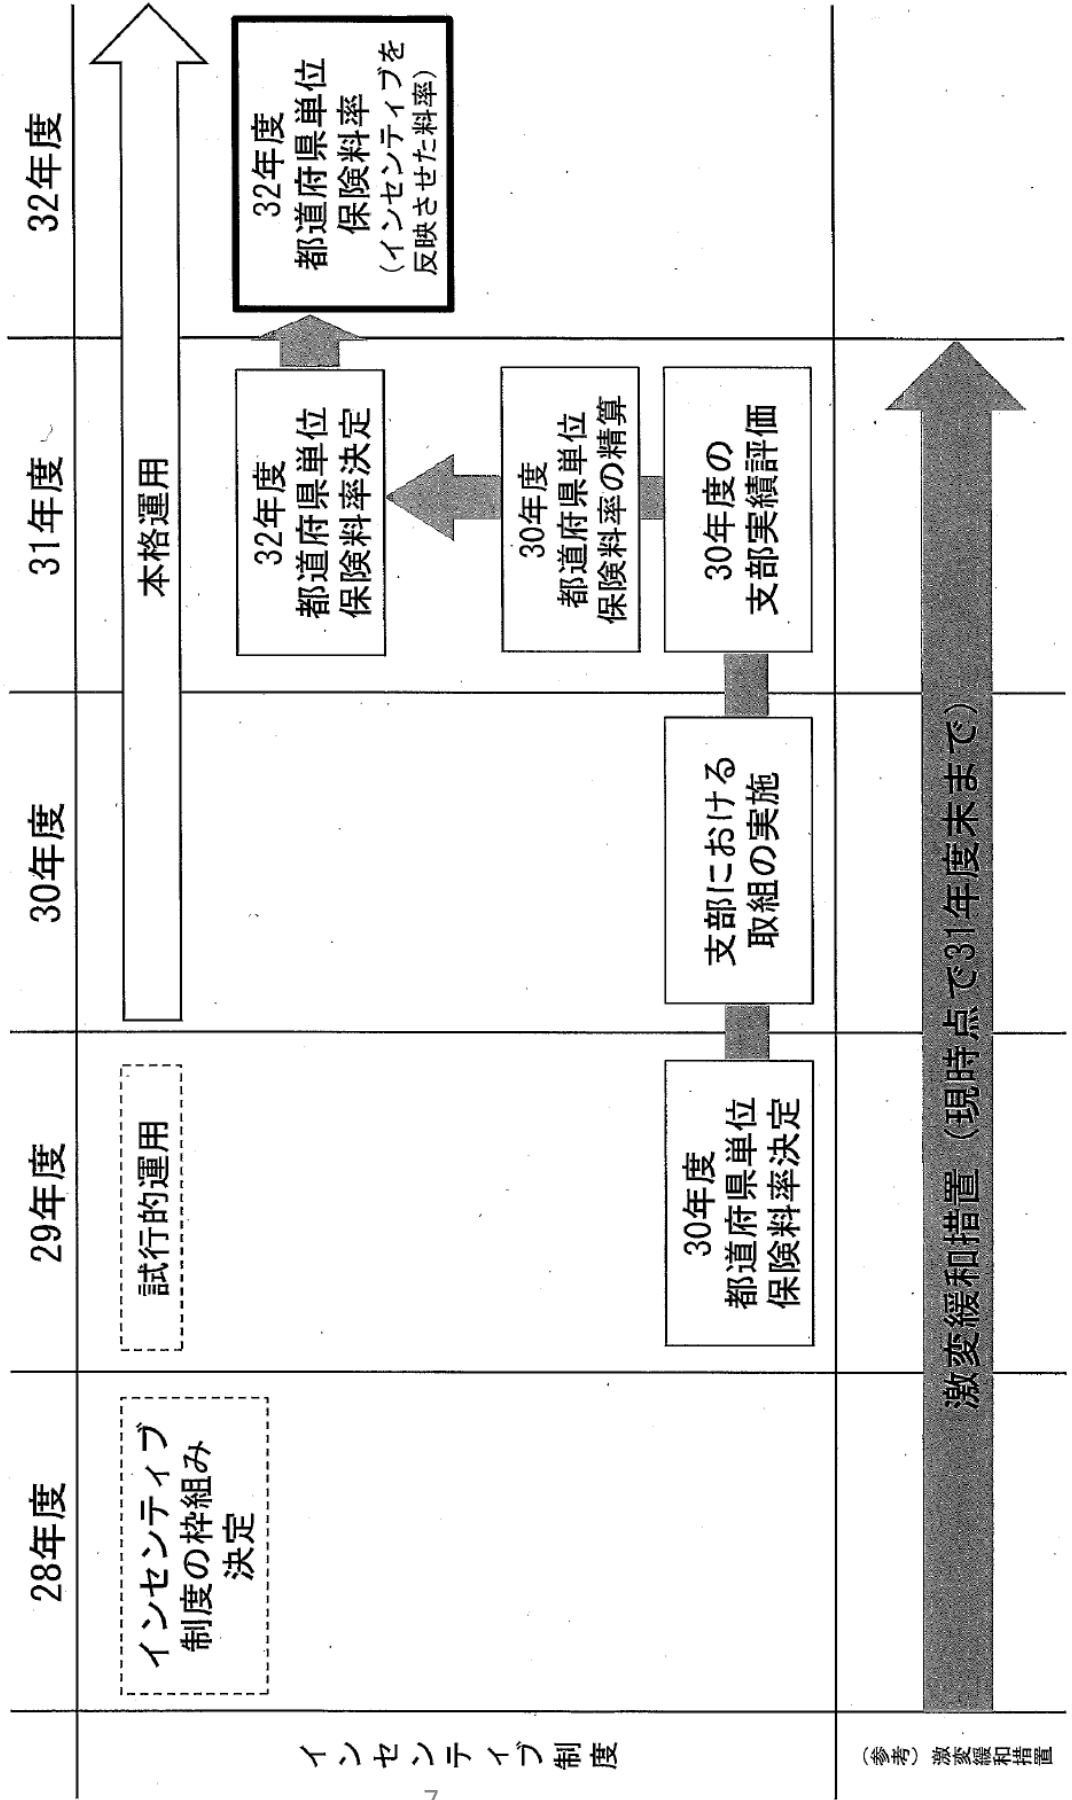 28年度
29年度
30年度
31年度
32年度
インセンティブ制度
インセンティブ
制度の枠組み
決定
試行的運用
本格運用
30年度
都道府県単位
保険料率決定
支部における
取組の実施
30年度の
支部実績評価
30年度
都道府県単位
保険料率の精算
32年度
都道府県単位
保険料率決定
32年度
都道府県単位
保険料率
(インセンティブを
反映させた料率)
(参考)
激変緩和
措置
激変緩和措置（現時点で31年度末まで）
7